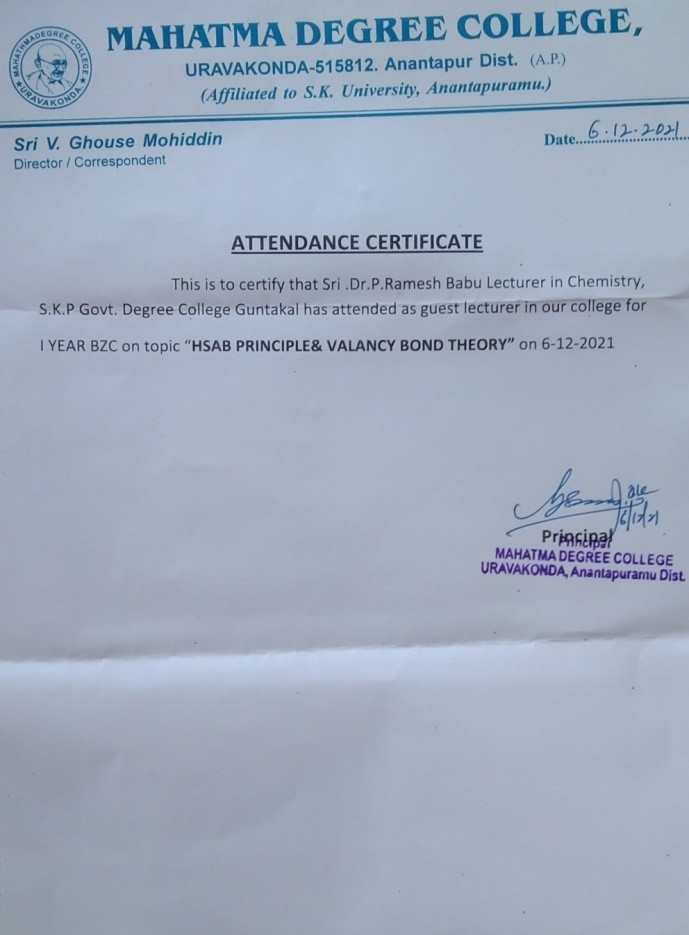 MAHATMA DEGREE COLLEGE,
URAVAKONDA-515812. Anantapur Dist. (A.P.)
(Affiliated to S.K. University, Anantapuramu.)
MAHATHMA DEGREE COLLEGE
★ URAVAKONDA. ★
Sri V. Ghouse Mohiddin
Director / Correspondent
Date...6.12.2021...
ATTENDANCE CERTIFICATE
This is to certify that Sri .Dr.P.Ramesh Babu Lecturer in Chemistry,
S.K.P Govt. Degree College Guntakal has attended as guest lecturer in our college for
I YEAR BZC on topic “HSAB PRINCIPLE& VALANCY BOND THEORY” on 6-12-2021
6/12/21
Principal
Principal
MAHATMA DEGREE COLLEGE
URAVAKONDA, Anantapuramu Dist.